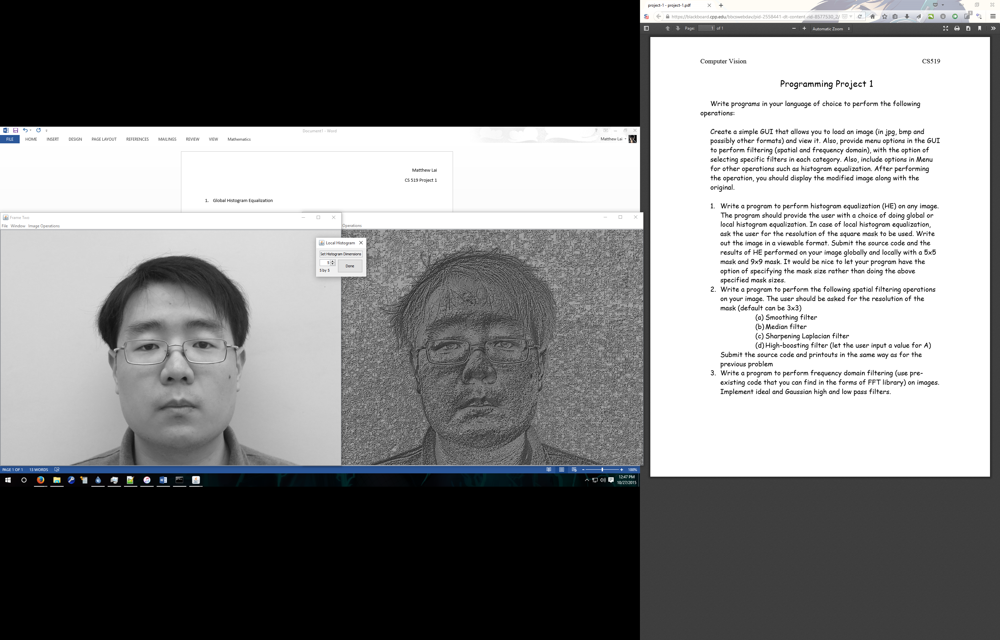 Document1 - Word
FILE HOME INSERT DESIGN PAGE LAYOUT REFERENCES MAILINGS REVIEW VIEW Mathematics
Matthew Lai
Matthew Lai
CS 519 Project 1
1. Global Histogram Equalization
Frame Two
File Window Image Operations
Operations
Local Histogram
Set Histogram Dimensions
5
Done
5 by 5
PAGE 1 OF 1 13 WORDS
100%
12:47 PM
10/27/2015
project-1 - project-1.pdf
https://blackboard.cpp.edu/bbcswebdav/pid-2558441-dt-content-rid-8577530_2/
Page: 1 of 1
Automatic Zoom
Computer Vision CS519
Programming Project 1
Write programs in your language of choice to perform the following
operations:
Create a simple GUI that allows you to load an image (in jpg, bmp and
possibly other formats) and view it. Also, provide menu options in the GUI
to perform filtering (spatial and frequency domain), with the option of
selecting specific filters in each category. Also, include options in Menu
for other operations such as histogram equalization. After performing
the operation, you should display the modified image along with the
original.
1. Write a program to perform histogram equalization (HE) on any image.
The program should provide the user with a choice of doing global or
local histogram equalization. In case of local histogram equalization,
ask the user for the resolution of the square mask to be used. Write
out the image in a viewable format. Submit the source code and the
results of HE performed on your image globally and locally with a 5x5
mask and 9x9 mask. It would be nice to let your program have the
option of specifying the mask size rather than doing the above
specified mask sizes.
2. Write a program to perform the following spatial filtering operations
on your image. The user should be asked for the resolution of the
mask (default can be 3x3)
(a) Smoothing filter
(b) Median filter
(c) Sharpening Laplacian filter
(d) High-boosting filter (let the user input a value for A)
Submit the source code and printouts in the same way as for the
previous problem
3. Write a program to perform frequency domain filtering (use pre-
existing code that you can find in the forms of FFT library) on images.
Implement ideal and Gaussian high and low pass filters.